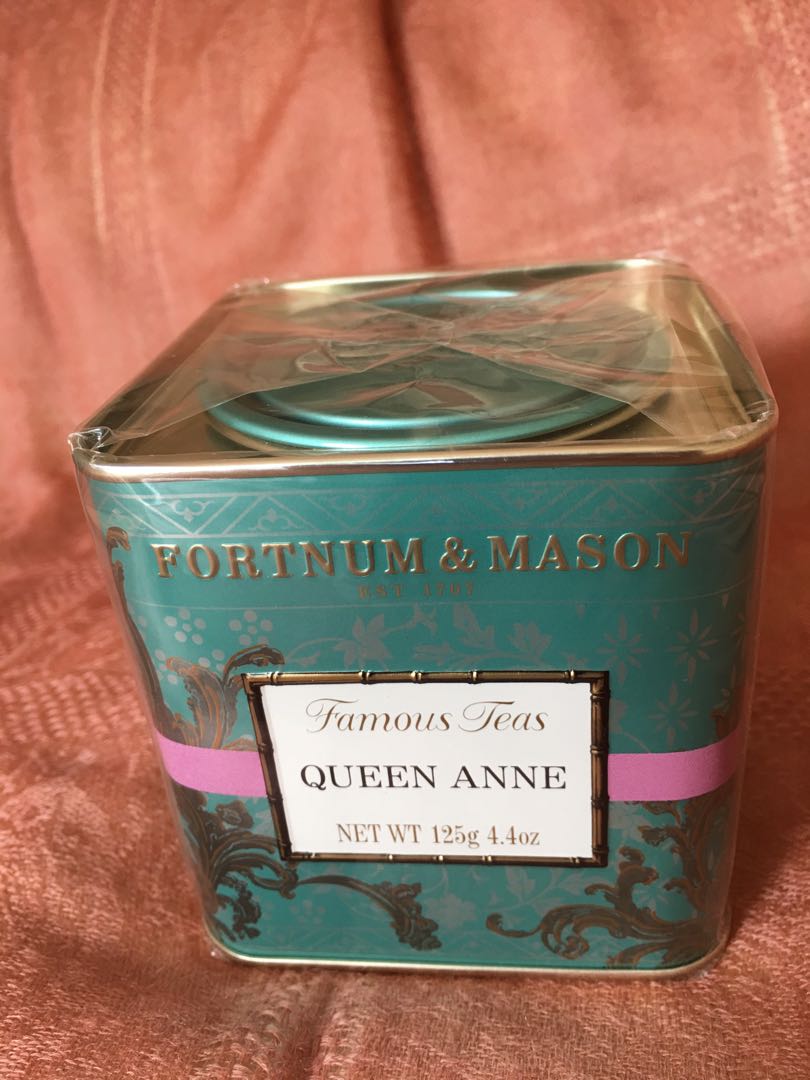 FORTNUM & MASON
EST 1707
Famous Teas
QUEEN ANNE
NET WT 125g 4.4oz